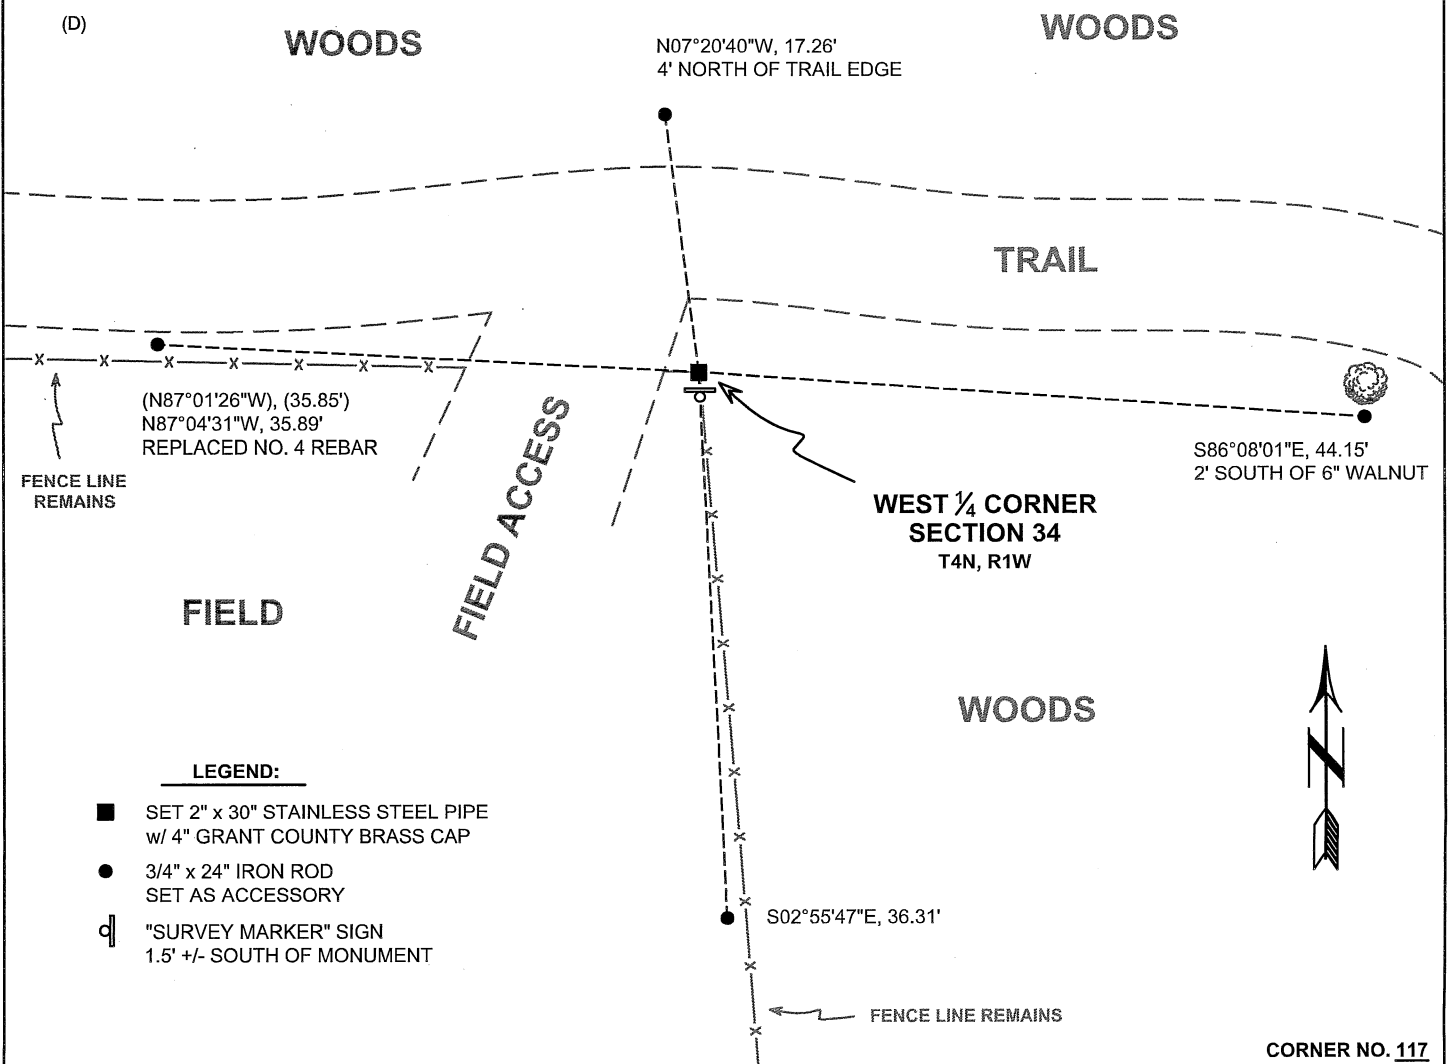 (D)
WOODS
WOODS
N07°20'40"W, 17.26'
4' NORTH OF TRAIL EDGE
TRAIL
(N87°01'26"W), (35.85')
N87°04'31"W, 35.89'
REPLACED NO. 4 REBAR
FENCE LINE
REMAINS
FIELD ACCESS
S86°08'01"E, 44.15'
2' SOUTH OF 6" WALNUT
WEST ¼ CORNER
SECTION 34
T4N, R1W
FIELD
WOODS
N
LEGEND:
SET 2" x 30" STAINLESS STEEL PIPE
w/ 4" GRANT COUNTY BRASS CAP
3/4" x 24" IRON ROD
SET AS ACCESSORY
"SURVEY MARKER" SIGN
1.5' +/- SOUTH OF MONUMENT
S02°55'47"E, 36.31'
FENCE LINE REMAINS
CORNER NO. 117